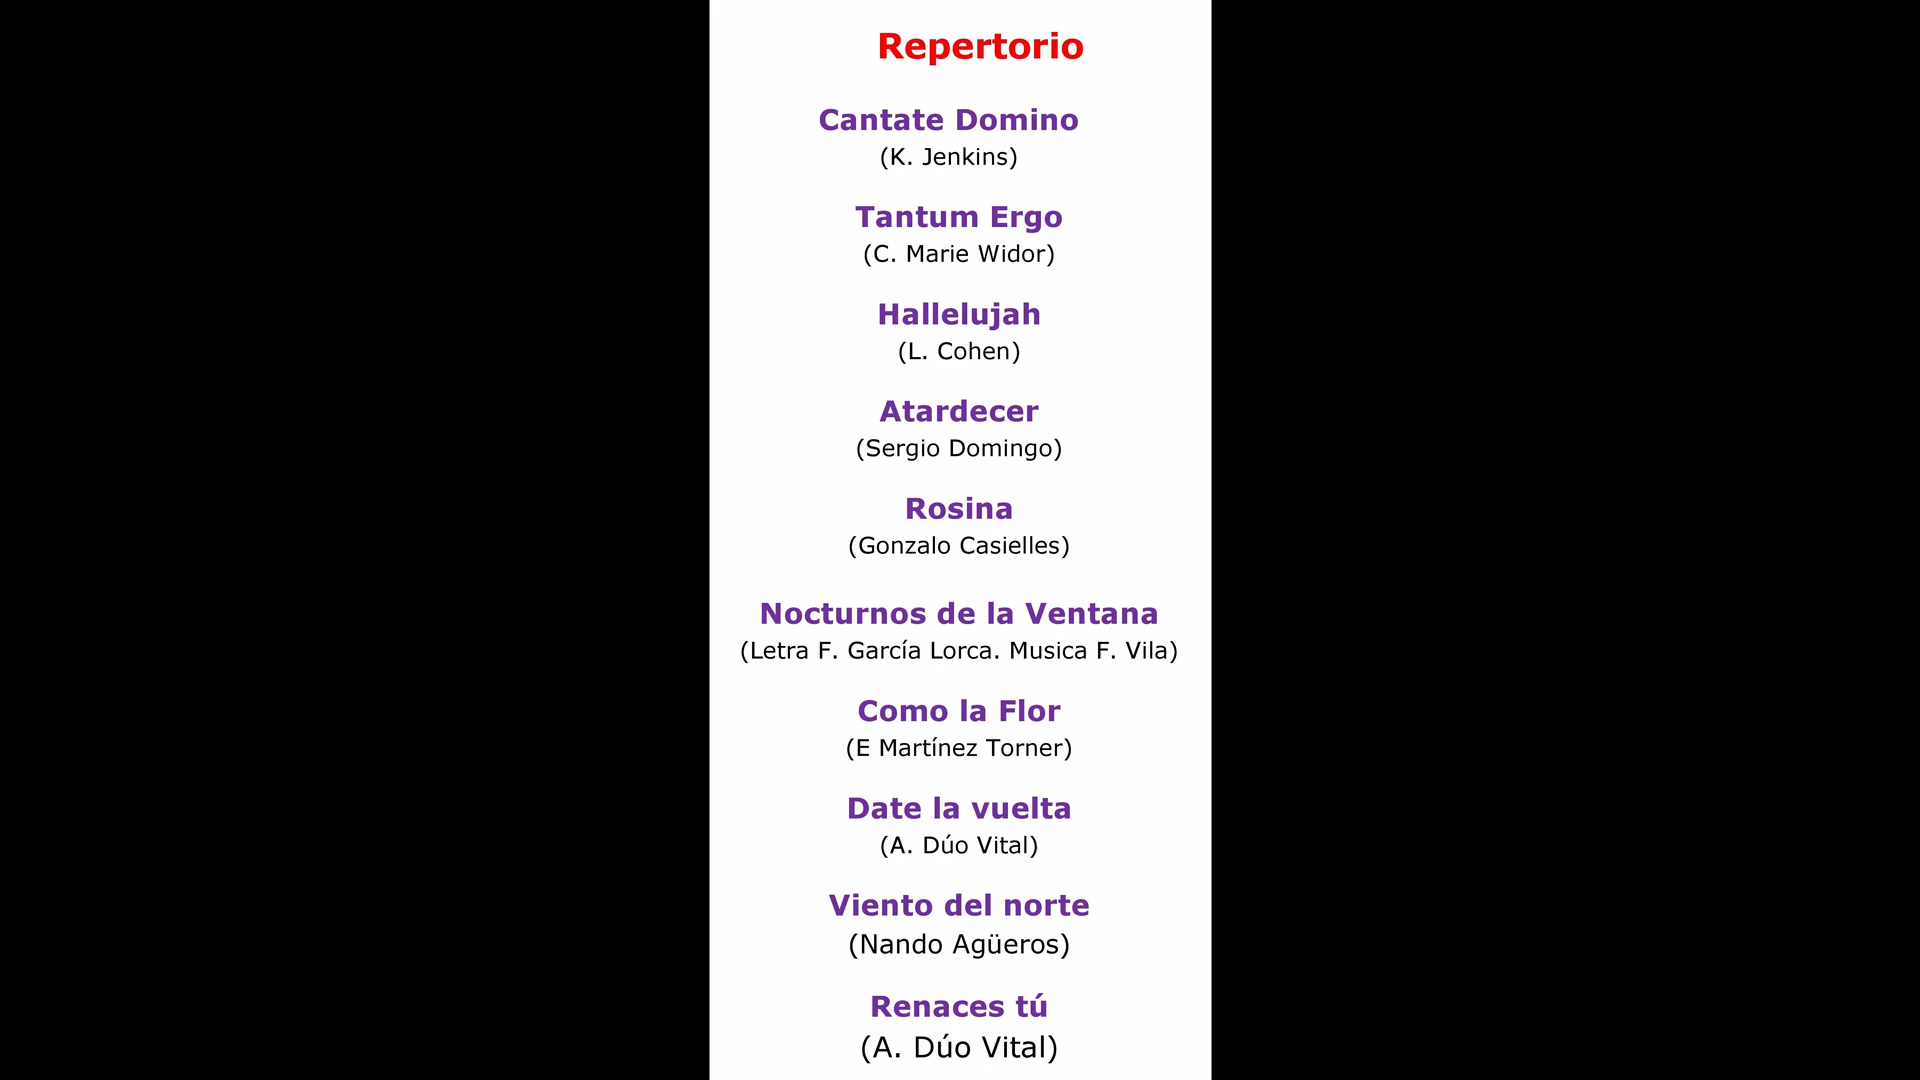 Repertorio
Cantate Domino
(K. Jenkins)
Tantum Ergo
(C. Marie Widor)
Hallelujah
(L. Cohen)
Atardecer
(Sergio Domingo)
Rosina
(Gonzalo Casielles)
Nocturnos de la Ventana
(Letra F. García Lorca. Musica F. Vila)
Como la Flor
(E Martínez Torner)
Date la vuelta
(A. Dúo Vital)
Viento del norte
(Nando Agüeros)
Renaces tú
(A. Dúo Vital)